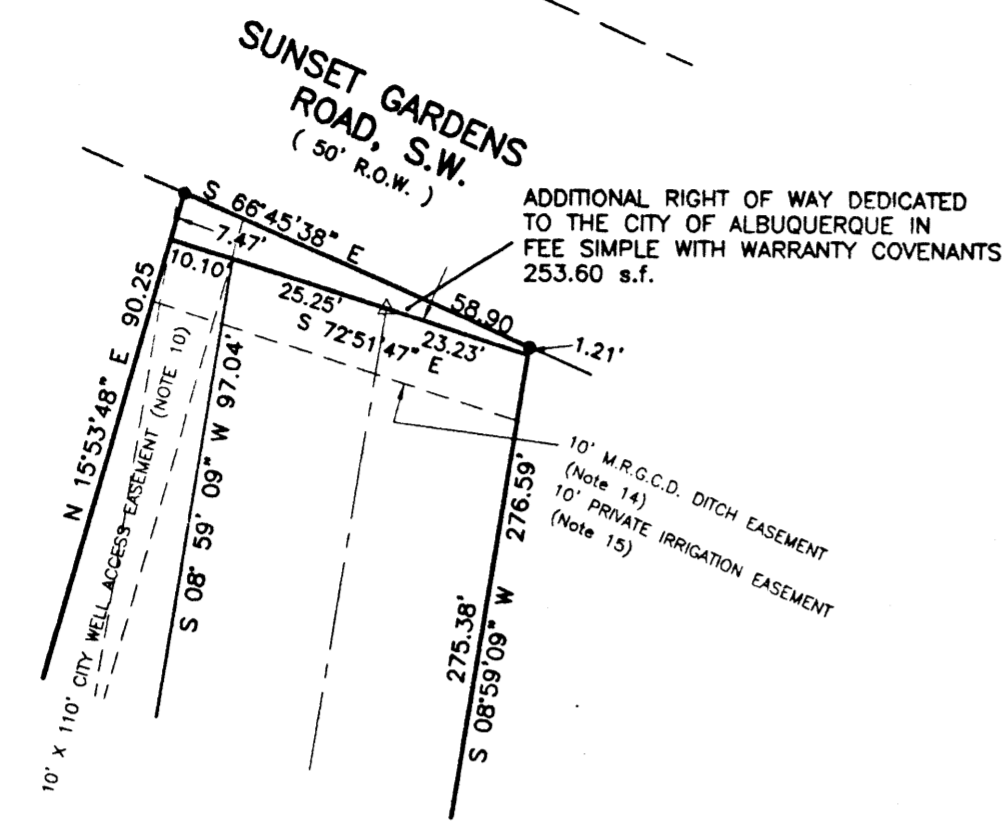 SUNSET GARDENS
ROAD, S.W.
( 50' R.O.W. )
ADDITIONAL RIGHT OF WAY DEDICATED
TO THE CITY OF ALBUQUERQUE IN
FEE SIMPLE WITH WARRANTY COVENANTS
253.60 s.f.
S 66°45'38" E
58.90
7.47'
10.10'
25.25'
S 72°51'47" E
23.23'
1.21'
N 15°53'48" E 90.25
10' X 110' CITY WELL ACCESS EASEMENT (NOTE 10)
S 08° 59' 09" W 97.04'
276.59'
275.38'
S 08°59'09" W
10' M.R.G.C.D. DITCH EASEMENT
(Note 14)
10' PRIVATE IRRIGATION EASEMENT
(Note 15)